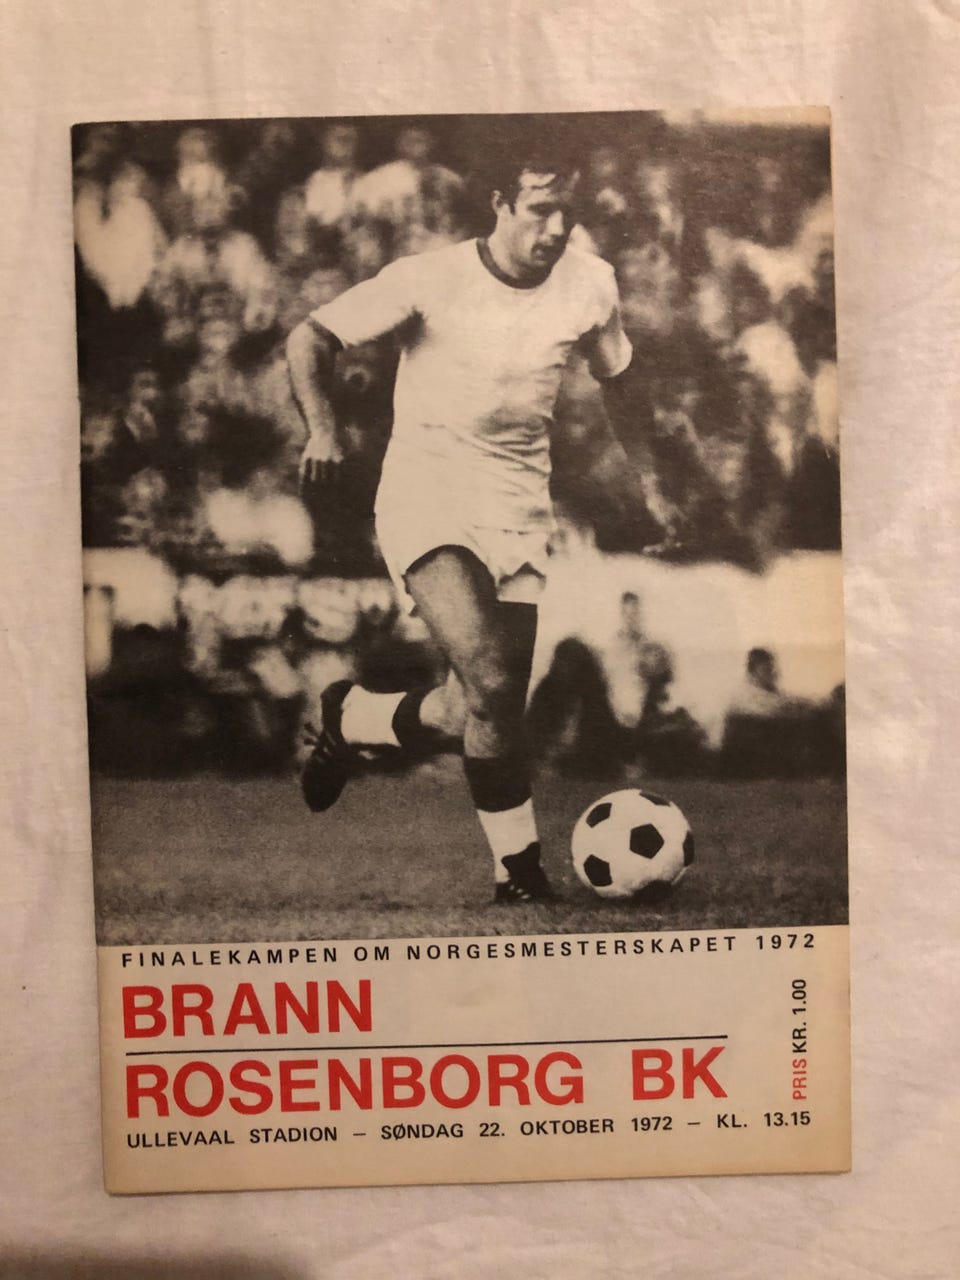 FINALEKAMPEN OM NORGESMESTERSKAPET 1972
BRANN
ROSENBORG BK
PRIS KR. 1.00
ULLEVAAL STADION – SØNDAG 22. OKTOBER 1972 – KL. 13.15